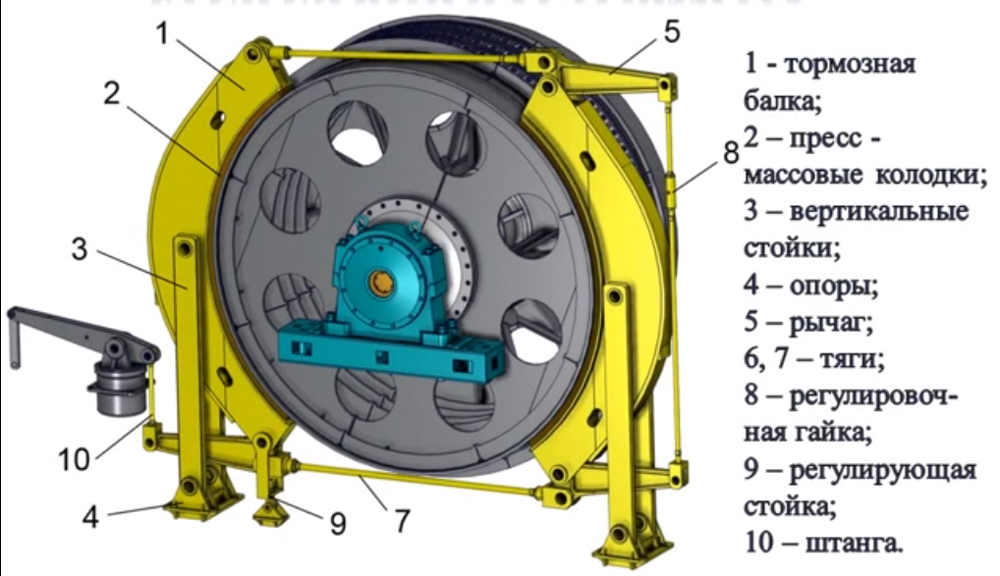 1
5
2
8
3
10
4
9
7
1 - тормозная
балка;
2 – пресс -
массовые колодки;
3 – вертикальные
стойки;
4 – опоры;
5 – рычаг;
6, 7 – тяги;
8 – регулировоч-
ная гайка;
9 – регулирующая
стойка;
10 – штанга.